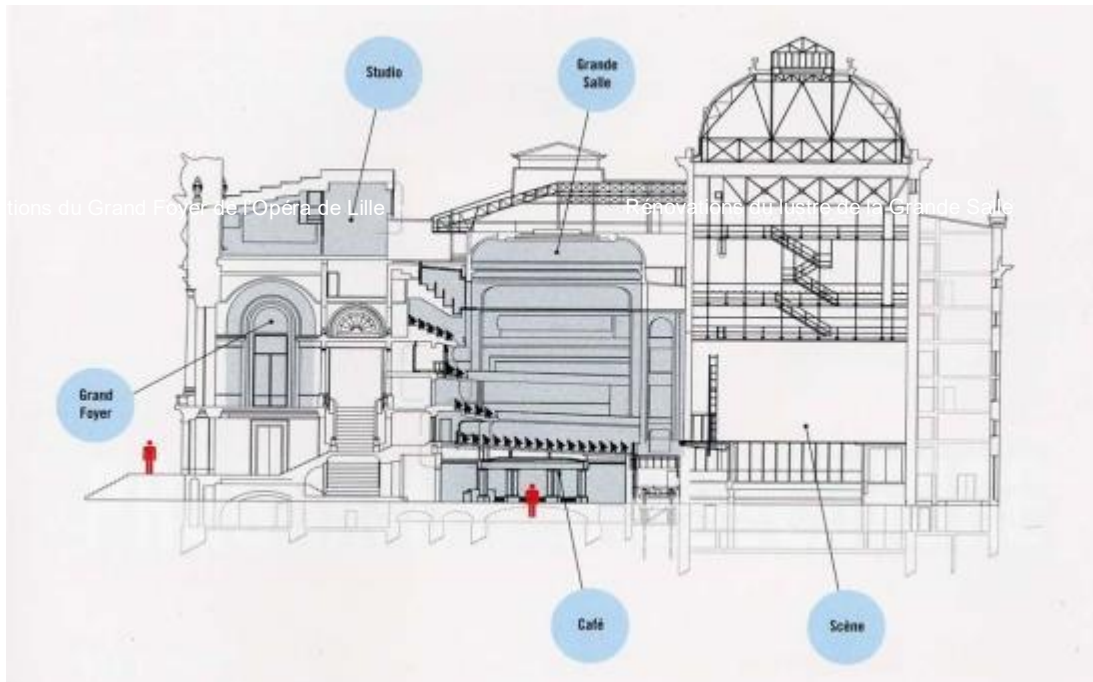 Studio
Grande
Salle
tions du Grand Foyer de l'Opéra de Lille
Rénovations du lustre de la Grande Salle
Grand
Foyer
Café
Scène